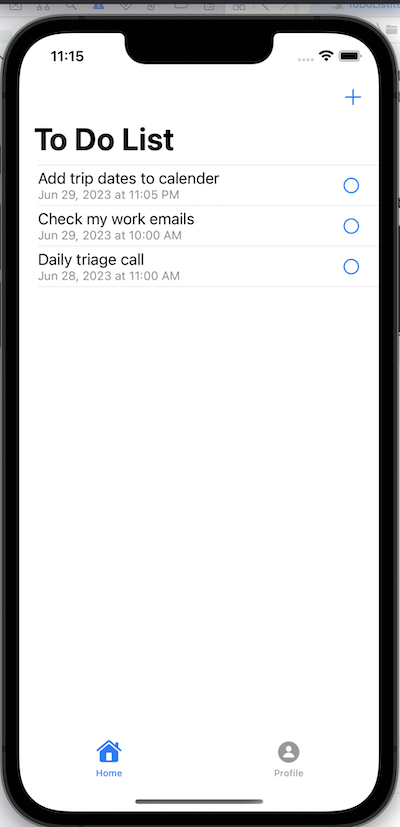 11:15
To Do List
Add trip dates to calender
Jun 29, 2023 at 11:05 PM
Check my work emails
Jun 29, 2023 at 10:00 AM
Daily triage call
Jun 28, 2023 at 11:00 AM
Home
Profile